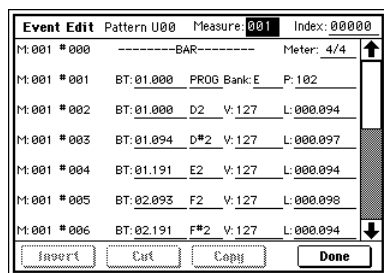 Event Edit Pattern U00 Measure:001 Index:00000
M:001 #000 --------BAR-------- Meter: 4/4
M:001 #001 BT:01.000 PROG Bank:E P:102
M:001 #002 BT:01.000 D2 V:127 L:000.094
M:001 #003 BT:01.094 D#2 V:127 L:000.097
M:001 #004 BT:01.191 E2 V:127 L:000.094
M:001 #005 BT:02.093 F2 V:127 L:000.098
M:001 #006 BT:02.191 F#2 V:127 L:000.094
Insert Cut Copy Done